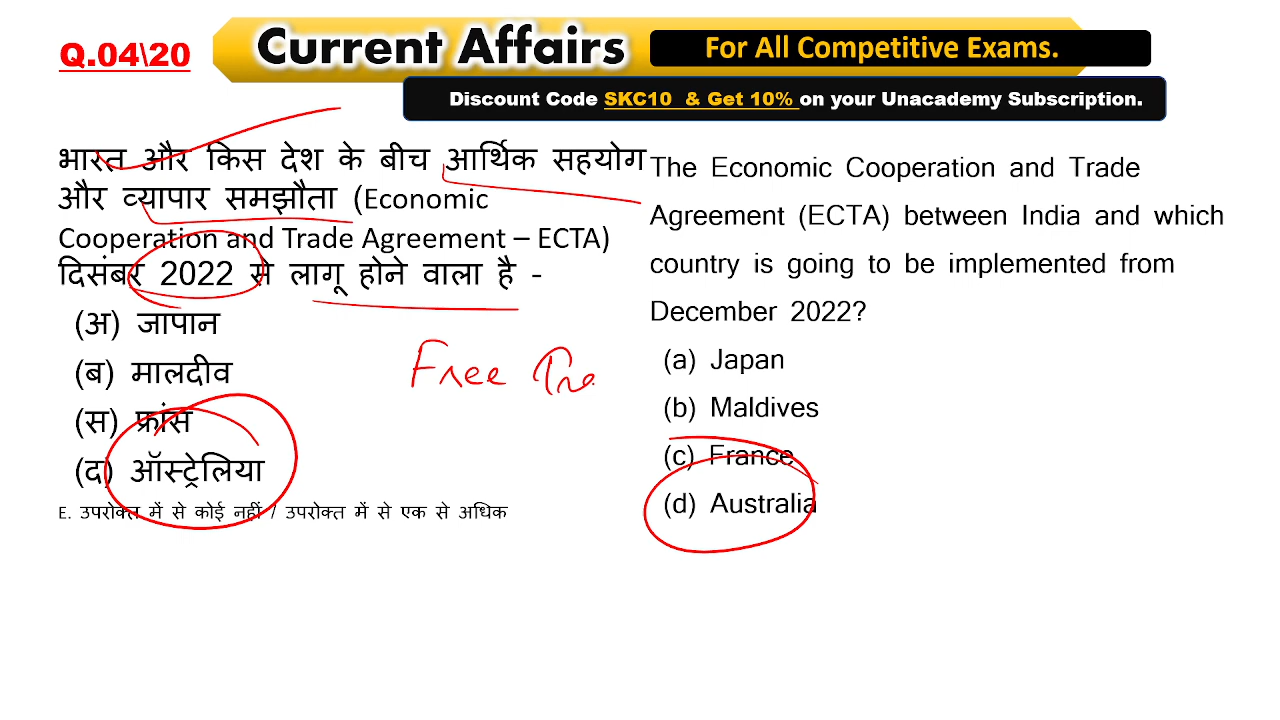 Q.04\20
Current Affairs
For All Competitive Exams.
Discount Code SKC10 & Get 10% on your Unacademy Subscription.
भारत और किस देश के बीच आर्थिक सहयोग
और व्यापार समझौता (Economic
Cooperation and Trade Agreement – ECTA)
दिसंबर 2022 से लागू होने वाला है -
(अ) जापान
(ब) मालदीव
(स) फ्रांस
(द) ऑस्ट्रेलिया
E. उपरोक्त में से कोई नहीं / उपरोक्त में से एक से अधिक
Free Tra
The Economic Cooperation and Trade
Agreement (ECTA) between India and which
country is going to be implemented from
December 2022?
(a) Japan
(b) Maldives
(c) France
(d) Australia